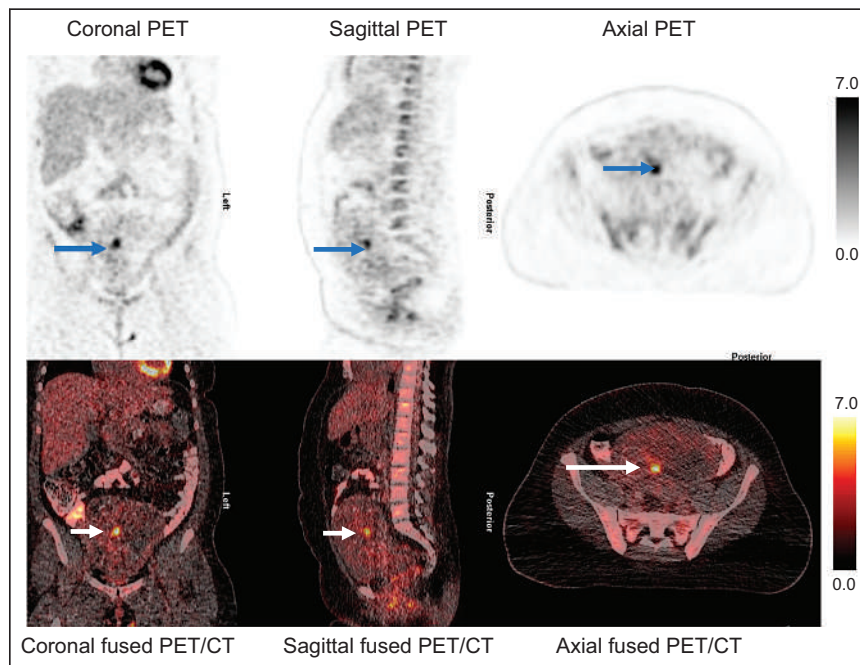 Coronal PET
Sagittal PET
Axial PET
7.0
0.0
Left
Posterior
Posterior
7.0
0.0
Left
Posterior
Coronal fused PET/CT
Sagittal fused PET/CT
Axial fused PET/CT